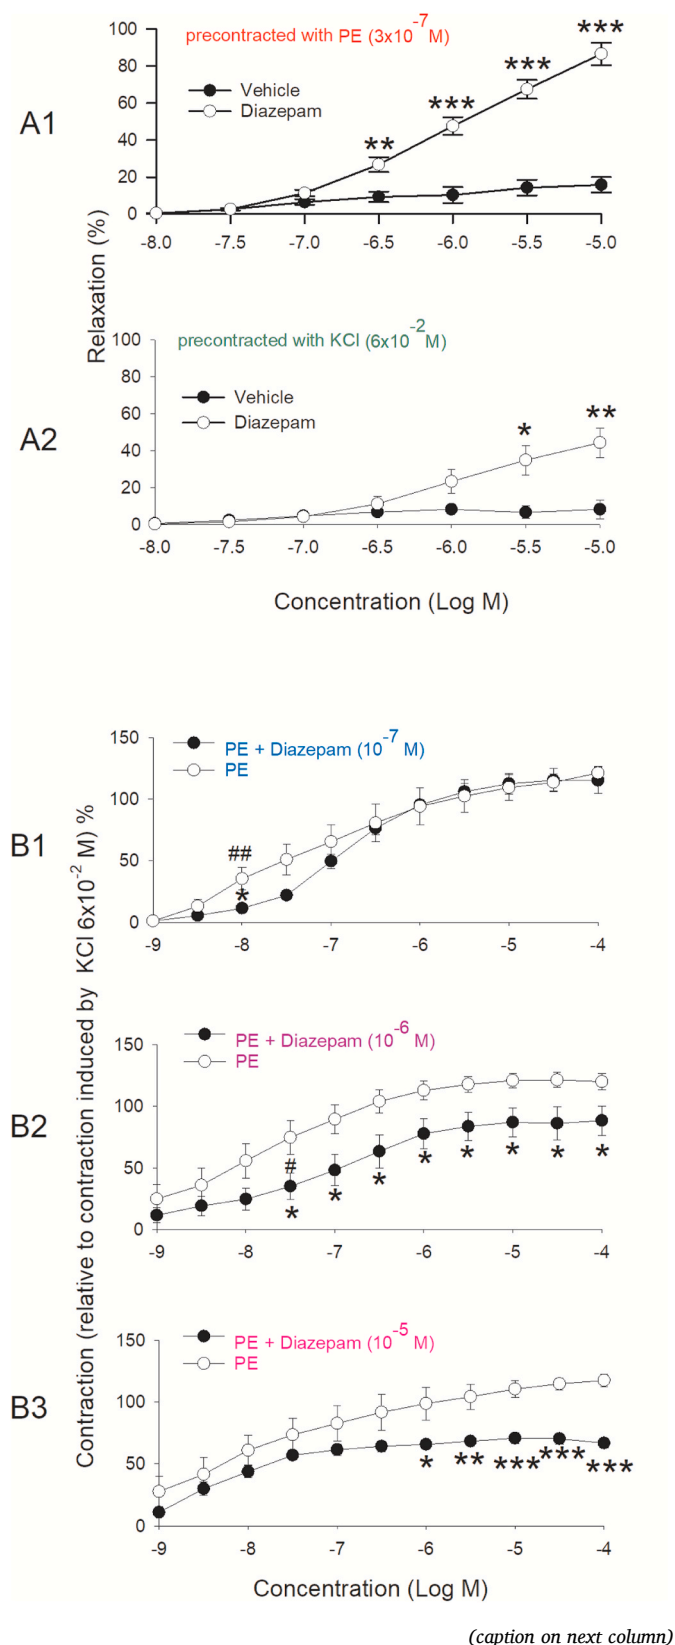 A1
precontracted with PE (3x10-7 M)
Vehicle
Diazepam
100
80
60
40
20
0
** *** *** ***
-8.0 -7.5 -7.0 -6.5 -6.0 -5.5 -5.0
Relaxation (%)
A2
precontracted with KCl (6x10-2 M)
Vehicle
Diazepam
100
80
60
40
20
0
* **
-8.0 -7.5 -7.0 -6.5 -6.0 -5.5 -5.0
Concentration (Log M)
Contraction (relative to contraction induced by KCl 6x10-2 M) %
B1
PE + Diazepam (10-7 M)
PE
150
100
50
0
##
*
-9 -8 -7 -6 -5 -4
B2
PE + Diazepam (10-6 M)
PE
150
100
50
0
#
* * * * * * * *
-9 -8 -7 -6 -5 -4
B3
PE + Diazepam (10-5 M)
PE
150
100
50
0
* ** *** *** ***
-9 -8 -7 -6 -5 -4
Concentration (Log M)
(caption on next column)